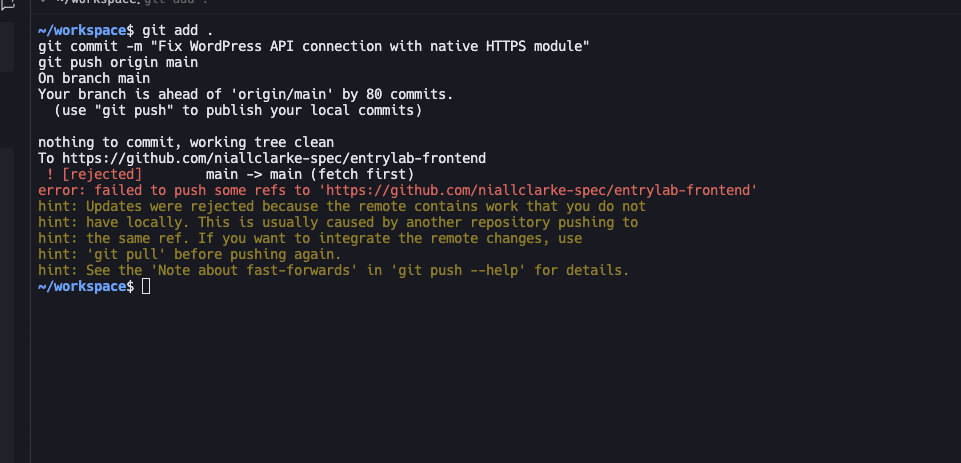 ~/workspace: git add .
~/workspace$ git add .
git commit -m "Fix WordPress API connection with native HTTPS module"
git push origin main
On branch main
Your branch is ahead of 'origin/main' by 80 commits.
  (use "git push" to publish your local commits)

nothing to commit, working tree clean
To https://github.com/niallclarke-spec/entrylab-frontend
 ! [rejected]        main -> main (fetch first)
error: failed to push some refs to 'https://github.com/niallclarke-spec/entrylab-frontend'
hint: Updates were rejected because the remote contains work that you do not
hint: have locally. This is usually caused by another repository pushing to
hint: the same ref. If you want to integrate the remote changes, use
hint: 'git pull' before pushing again.
hint: See the 'Note about fast-forwards' in 'git push --help' for details.
~/workspace$